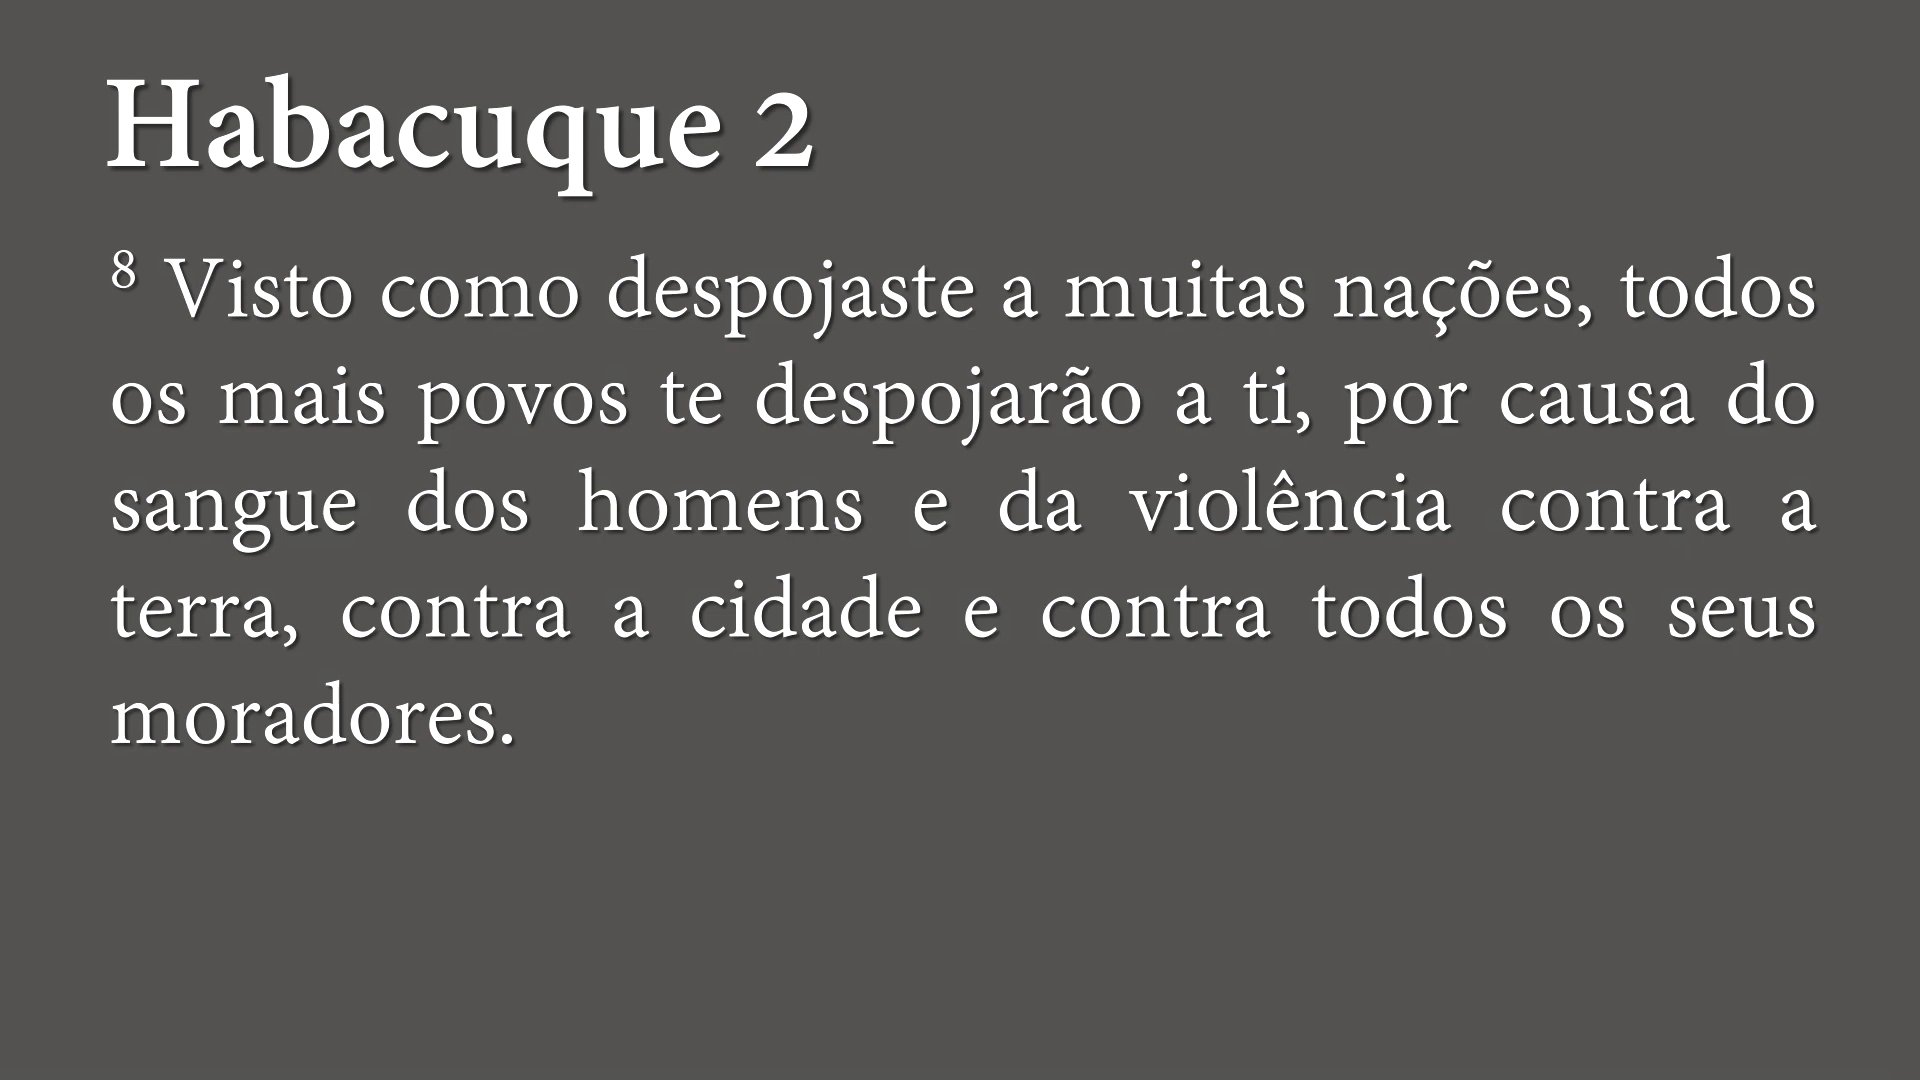 Habacuque 2
8 Visto como despojaste a muitas nações, todos
os mais povos te despojarão a ti, por causa do
sangue dos homens e da violência contra a
terra, contra a cidade e contra todos os seus
moradores.